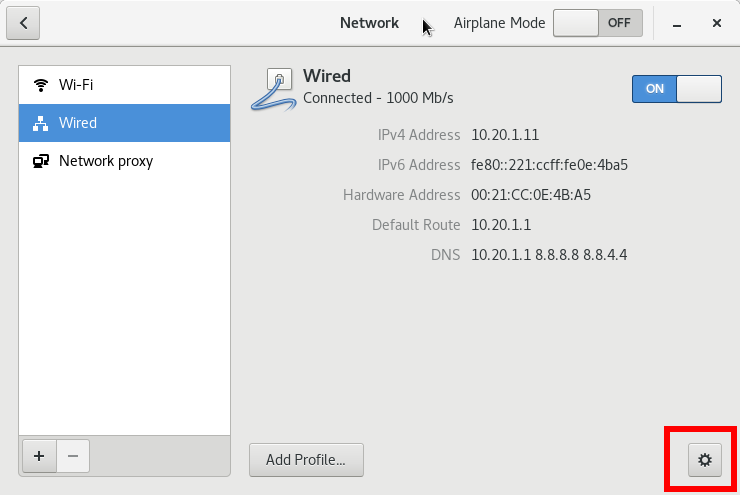 Network
Airplane Mode
OFF
Wi-Fi
Wired
Network proxy
Wired
Connected - 1000 Mb/s
ON
IPv4 Address 10.20.1.11
IPv6 Address fe80::221:ccff:fe0e:4ba5
Hardware Address 00:21:CC:0E:4B:A5
Default Route 10.20.1.1
DNS 10.20.1.1 8.8.8.8 8.8.4.4
Add Profile...